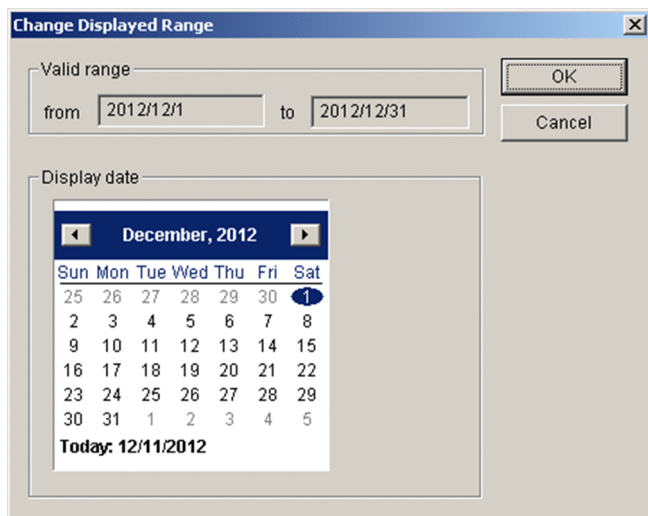 Change Displayed Range
Valid range
from 2012/12/1 to 2012/12/31
OK
Cancel
Display date
December, 2012
Sun Mon Tue Wed Thu Fri Sat
25 26 27 28 29 30 1
2 3 4 5 6 7 8
9 10 11 12 13 14 15
16 17 18 19 20 21 22
23 24 25 26 27 28 29
30 31 1 2 3 4 5
Today: 12/11/2012